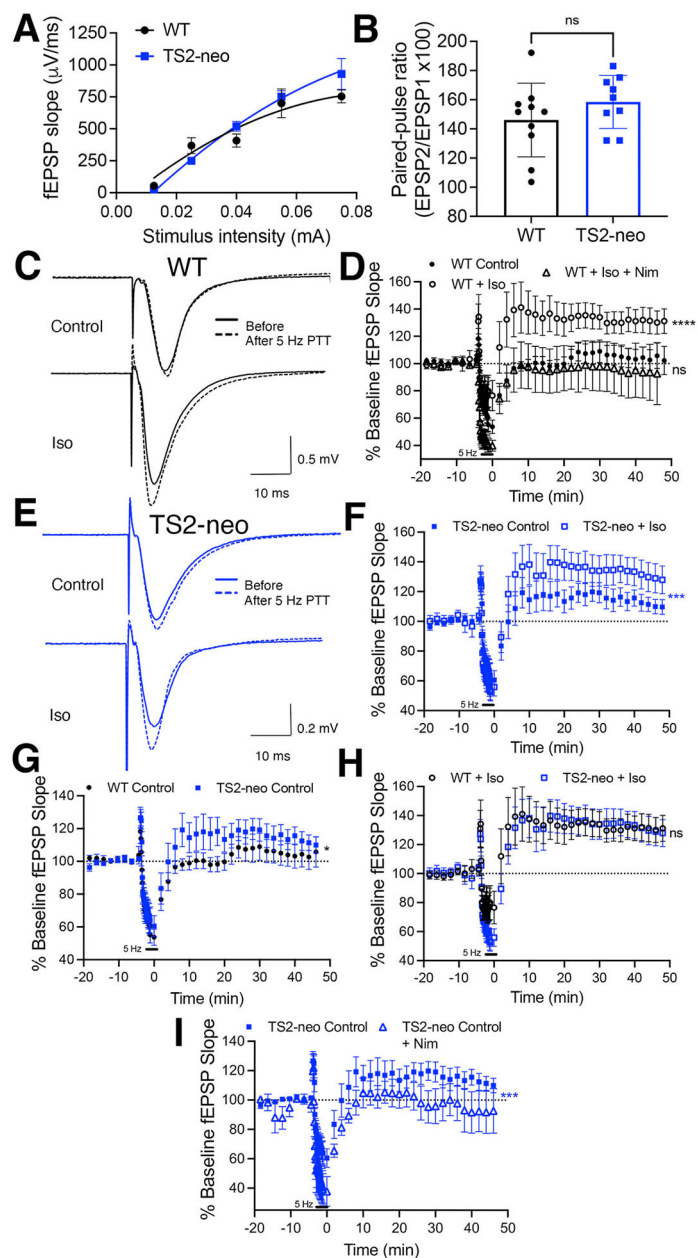 A
WT
TS2-neo
fEPSP slope (µV/ms)
1250
1000
750
500
250
0
0.00 0.02 0.04 0.06 0.08
Stimulus intensity (mA)
B
ns
Paired-pulse ratio
(EPSP2/EPSP1 x100)
200
180
160
140
120
100
80
WT TS2-neo
C
WT
Control
Before
After 5 Hz PTT
Iso
0.5 mV
10 ms
D
WT Control
WT + Iso + Nim
WT + Iso
% Baseline fEPSP Slope
160
140
120
100
80
60
40
****
ns
5 Hz
-20 -10 0 10 20 30 40 50
Time (min)
E
TS2-neo
Control
Before
After 5 Hz PTT
Iso
0.2 mV
10 ms
F
TS2-neo Control TS2-neo + Iso
% Baseline fEPSP Slope
160
140
120
100
80
60
40
***
5 Hz
-20 -10 0 10 20 30 40 50
Time (min)
G
WT Control TS2-neo Control
% Baseline fEPSP Slope
140
120
100
80
60
40
*
5 Hz
-20 -10 0 10 20 30 40 50
Time (min)
H
WT + Iso TS2-neo + Iso
% Baseline fEPSP Slope
160
140
120
100
80
60
40
ns
5 Hz
-20 -10 0 10 20 30 40 50
Time (min)
I
TS2-neo Control TS2-neo Control
+ Nim
% Baseline fEPSP Slope
140
120
100
80
60
40
***
5 Hz
-20 -10 0 10 20 30 40 50
Time (min)